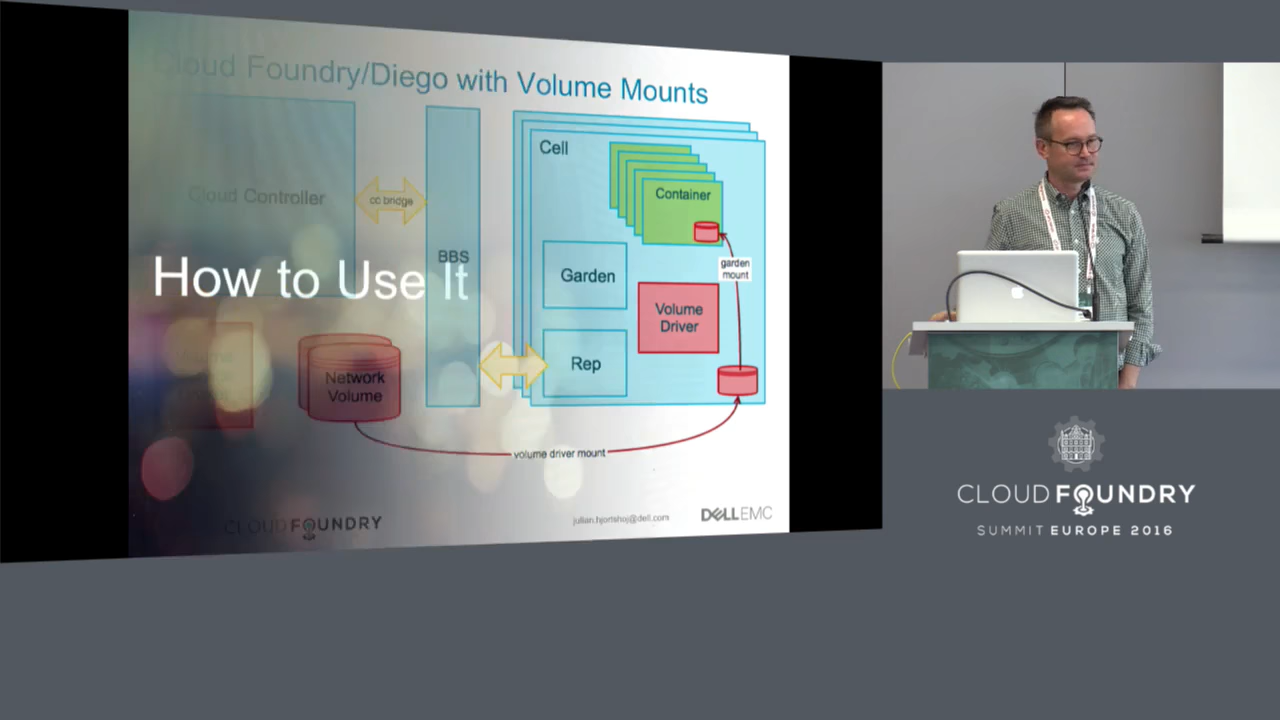 Cloud Foundry/Diego with Volume Mounts
Cell
Container
Cloud Controller
cc bridge
BBS
garden
mount
Garden
How to Use It
Volume
Driver
Rep
Network
Volume
volume driver mount
CLOUD FOUNDRY
julian.hjortshoj@dell.com
DELL EMC
CLOUD FOUNDRY
SUMMIT EUROPE 2016